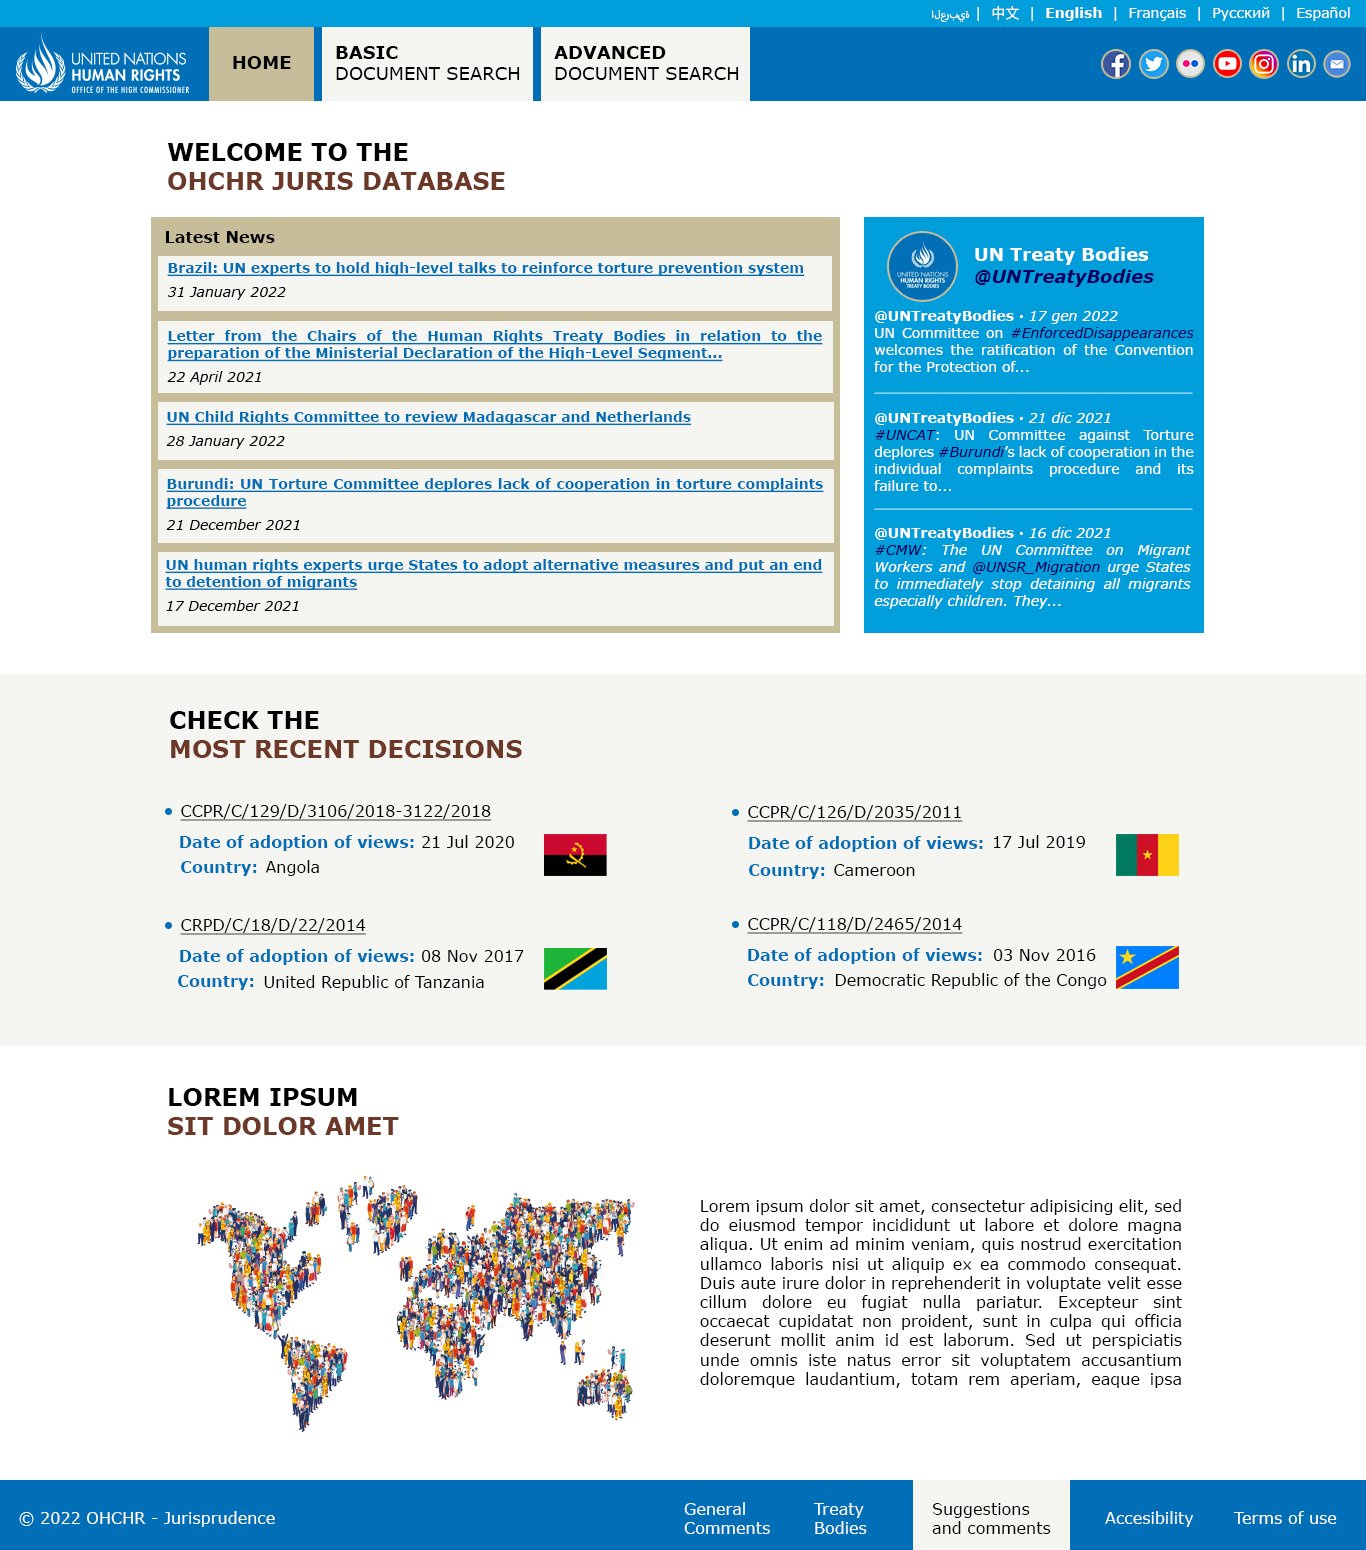 العربية | 中文 | English | Français | Русский | Español
UNITED NATIONS
HUMAN RIGHTS
OFFICE OF THE HIGH COMMISSIONER
HOME
BASIC
DOCUMENT SEARCH
ADVANCED
DOCUMENT SEARCH
WELCOME TO THE
OHCHR JURIS DATABASE
Latest News
Brazil: UN experts to hold high-level talks to reinforce torture prevention system
31 January 2022
Letter from the Chairs of the Human Rights Treaty Bodies in relation to the
preparation of the Ministerial Declaration of the High-Level Segment...
22 April 2021
UN Child Rights Committee to review Madagascar and Netherlands
28 January 2022
Burundi: UN Torture Committee deplores lack of cooperation in torture complaints
procedure
21 December 2021
UN human rights experts urge States to adopt alternative measures and put an end
to detention of migrants
17 December 2021
UNITED NATIONS
HUMAN RIGHTS
TREATY BODIES
UN Treaty Bodies
@UNTreatyBodies
@UNTreatyBodies · 17 gen 2022
UN Committee on #EnforcedDisappearances
welcomes the ratification of the Convention
for the Protection of...
@UNTreatyBodies · 21 dic 2021
#UNCAT: UN Committee against Torture
deplores #Burundi’s lack of cooperation in the
individual complaints procedure and its
failure to...
@UNTreatyBodies · 16 dic 2021
#CMW: The UN Committee on Migrant
Workers and @UNSR_Migration urge States
to immediately stop detaining all migrants
especially children. They...
CHECK THE
MOST RECENT DECISIONS
CCPR/C/129/D/3106/2018-3122/2018
Date of adoption of views: 21 Jul 2020
Country: Angola
CCPR/C/126/D/2035/2011
Date of adoption of views: 17 Jul 2019
Country: Cameroon
CRPD/C/18/D/22/2014
Date of adoption of views: 08 Nov 2017
Country: United Republic of Tanzania
CCPR/C/118/D/2465/2014
Date of adoption of views: 03 Nov 2016
Country: Democratic Republic of the Congo
LOREM IPSUM
SIT DOLOR AMET
Lorem ipsum dolor sit amet, consectetur adipisicing elit, sed
do eiusmod tempor incididunt ut labore et dolore magna
aliqua. Ut enim ad minim veniam, quis nostrud exercitation
ullamco laboris nisi ut aliquip ex ea commodo consequat.
Duis aute irure dolor in reprehenderit in voluptate velit esse
cillum dolore eu fugiat nulla pariatur. Excepteur sint
occaecat cupidatat non proident, sunt in culpa qui officia
deserunt mollit anim id est laborum. Sed ut perspiciatis
unde omnis iste natus error sit voluptatem accusantium
doloremque laudantium, totam rem aperiam, eaque ipsa
© 2022 OHCHR - Jurisprudence
General
Comments
Treaty
Bodies
Suggestions
and comments
Accesibility
Terms of use